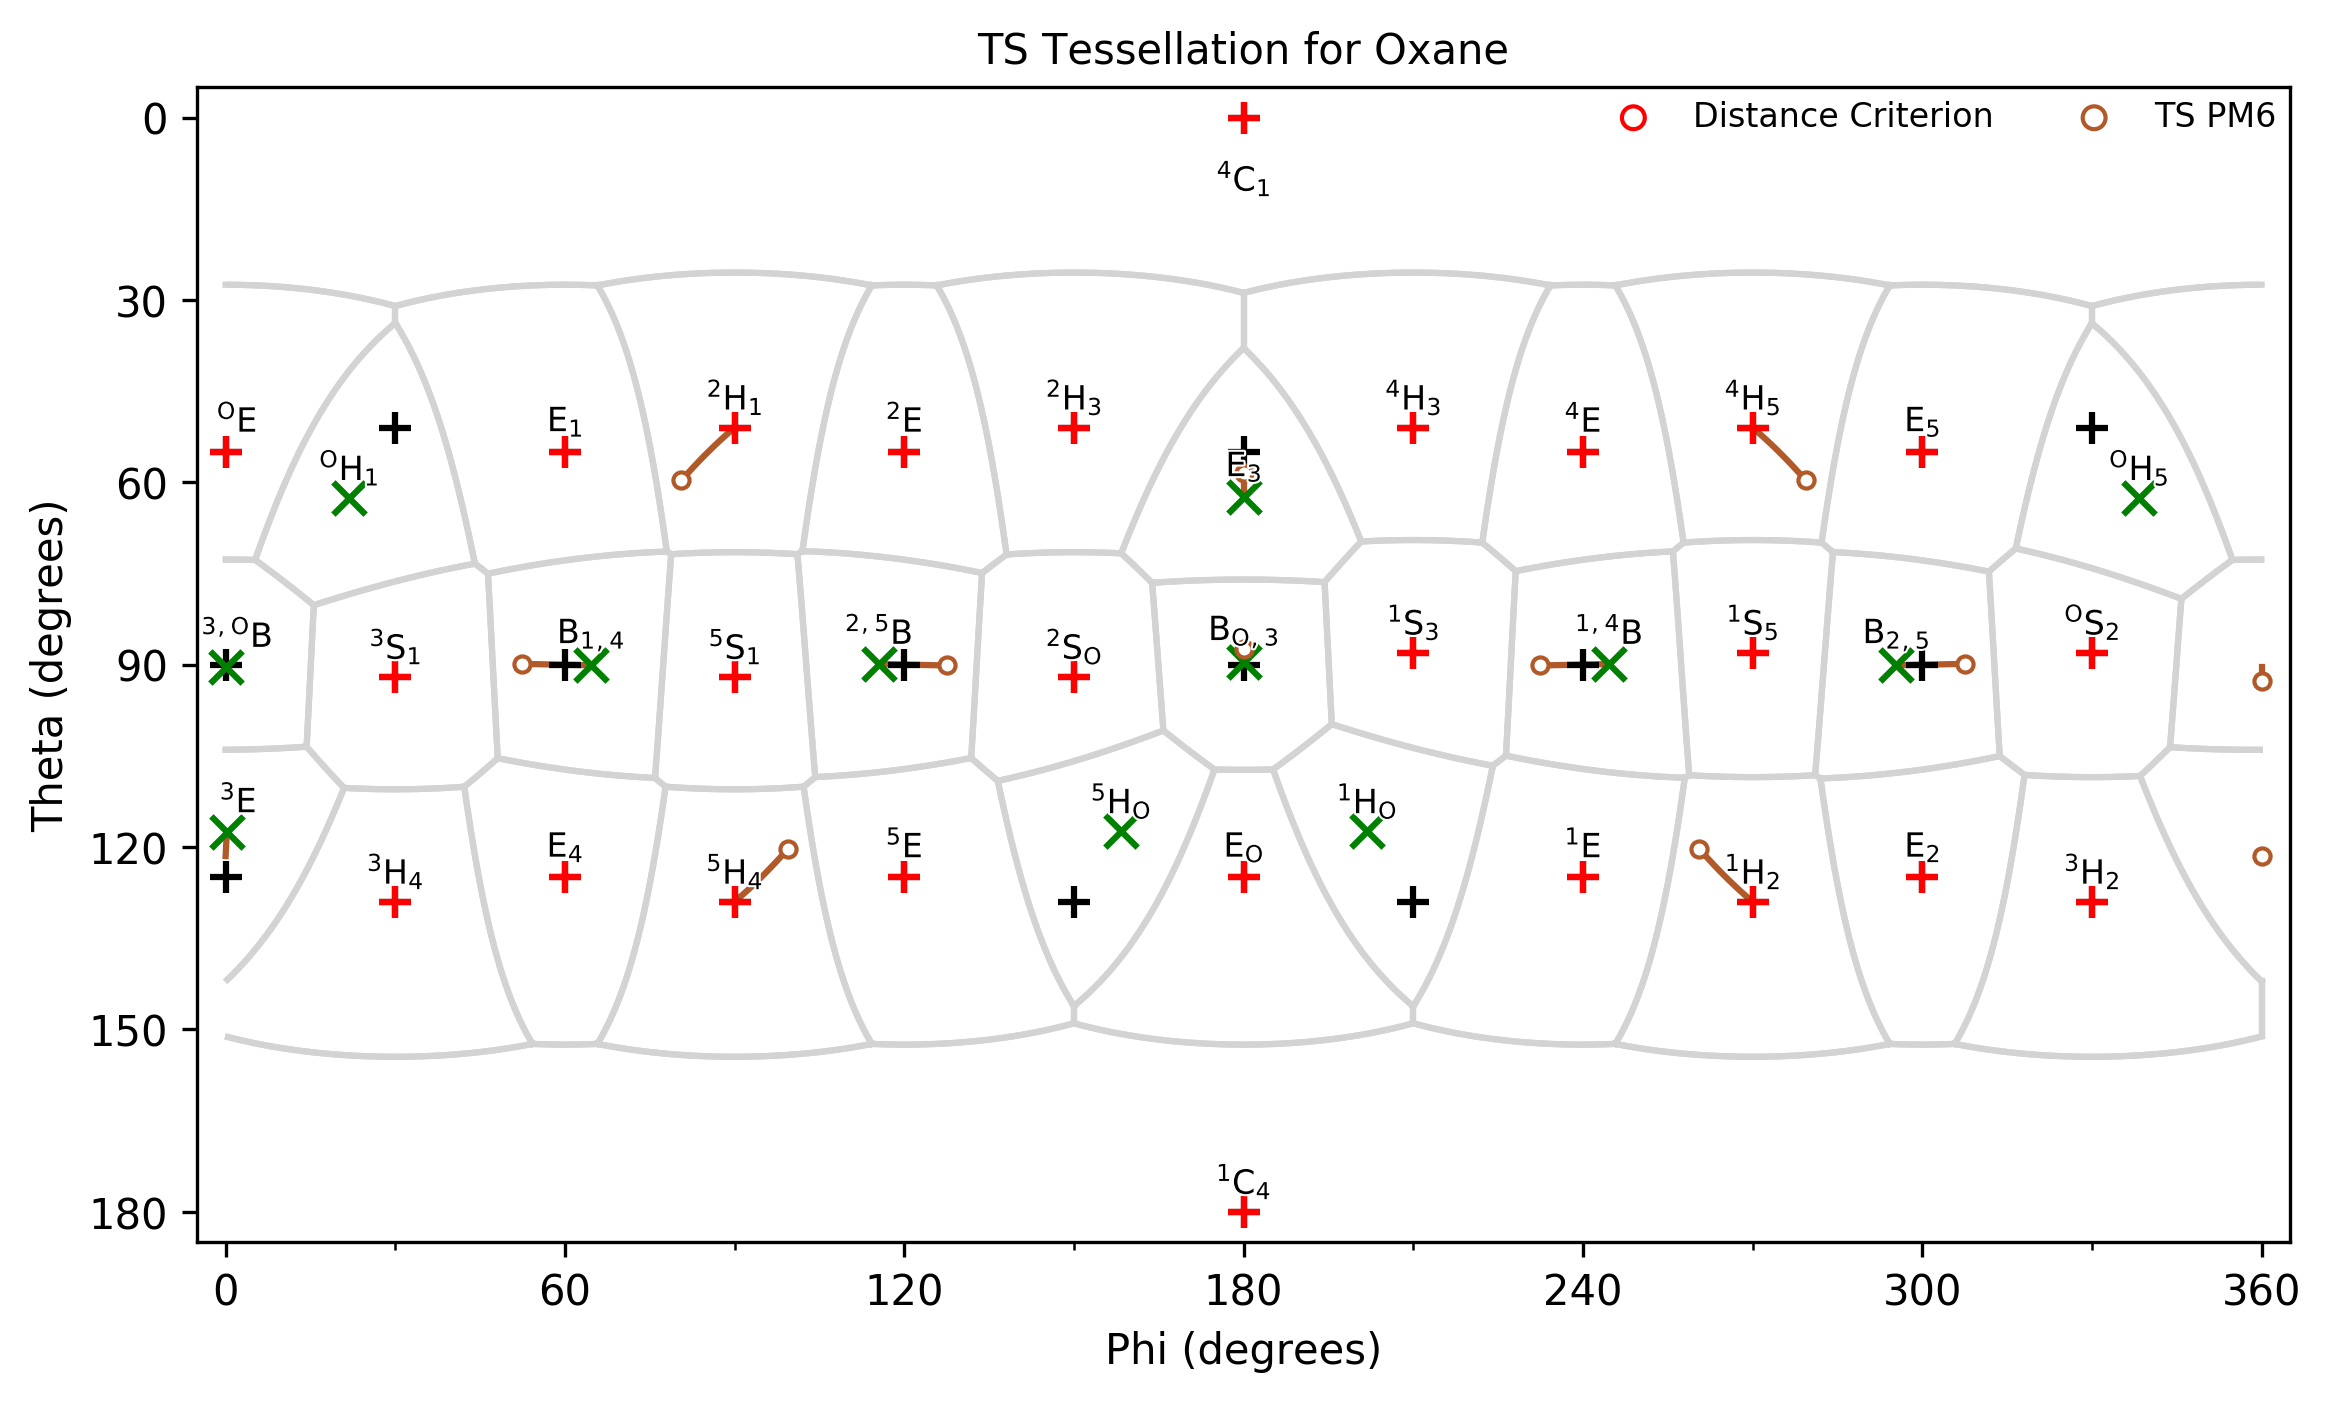 TS Tessellation for Oxane
Distance Criterion TS PM6
0
⁴C₁
30
²H₁ ²H₃ ⁴H₃ ⁴H₅
ᴼE E₁ ²E ⁴E E₅
60
ᴼH₁ E₃ ᴼH₅
³,ᴼB ³S₁ B₁,₄ ⁵S₁ ²,⁵B ²Sₒ Bₒ,₃ ¹S₃ ¹,⁴B ¹S₅ B₂,₅ ᴼS₂
90
³E ⁵Hₒ ¹Hₒ
120
³H₄ E₄ ⁵H₄ ⁵E Eₒ ¹E ¹H₂ E₂ ³H₂
150
¹C₄
180
0 60 120 180 240 300 360
Theta (degrees)
Phi (degrees)